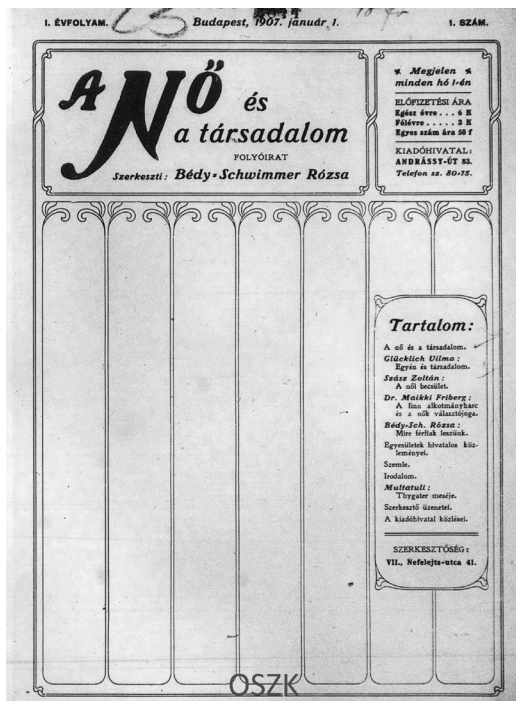 I. ÉVFOLYAM.
Budapest, 1907. január 1.
1. SZÁM.
A NŐ és
a társadalom
FOLYÓIRAT
Szerkeszti: Bédy-Schwimmer Rózsa
Megjelen
minden hó 1-én
ELŐFIZETÉSI ÁRA
Egész évre . . . 6 K
Félévre . . . . . 3 K
Egyes szám ára 50 f
KIADÓHIVATAL:
ANDRÁSSY-ÚT 83.
Telefon sz. 80-75.
Tartalom:
A nő és a társadalom.
Glücklich Vilma:
Egyén és társadalom.
Szász Zoltán:
A női becsület.
Dr. Maikki Friberg:
A finn alkotmányharc
és a nők választójoga.
Bédy-Sch. Rózsa:
Mire férfiak leszünk.
Egyesületek hivatalos köz-
leményei.
Szemle.
Irodalom.
Multatuli:
Thygater meséje.
Szerkesztő üzenetei.
A kiadóhivatal közlései.
SZERKESZTŐSÉG:
VII., Nefelejts-utca 41.
OSZK